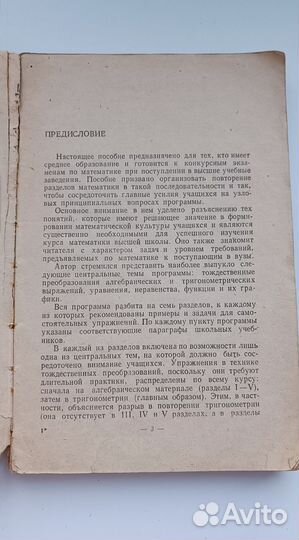 ПРЕДИСЛОВИЕ
Настоящее пособие предназначено для тех, кто имеет
среднее образование и готовится к конкурсным экза-
менам по математике при поступлении в высшие учебные
заведения. Пособие призвано организовать повторение
разделов математики в такой последовательности и так,
чтобы сосредоточить главные усилия учащихся на узло-
вых принципиальных вопросах программы.
Основное внимание в нем уделено разъяснению тех
понятий, которые имеют решающее значение в форми-
ровании математической культуры учащихся и являются
существенно необходимыми для успешного изучения
курса математики высшей школы. Оно также знакомит
читателя с характером задач и уровнем требований,
предъявляемых по математике к поступающим в вузы.
Автор стремился представить наиболее выпукло сле-
дующие центральные темы программы: тождественные
преобразования алгебраических и тригонометрических
выражений, уравнения, неравенства, функции и их гра-
фики.
Вся программа разбита на семь разделов, к каждому
из которых рекомендованы примеры и задачи для само-
стоятельных упражнений. По каждому пункту программы
указаны соответствующие параграфы школьных учеб-
ников.
В каждый из разделов включена по возможности лишь
одна из центральных тем, на которой должно быть со-
средоточено внимание учащихся. Упражнения в технике
тождественных преобразований, поскольку они требуют
длительной практики, распределены по всему курсу:
сначала на алгебраическом материале (разделы I—V),
затем в тригонометрии (главным образом). Этим, в част-
ности, объясняется разрыв в повторении тригонометрии
(она отсутствует в III, IV и V разделах, а в разделы
1*
— 3 —
Avito